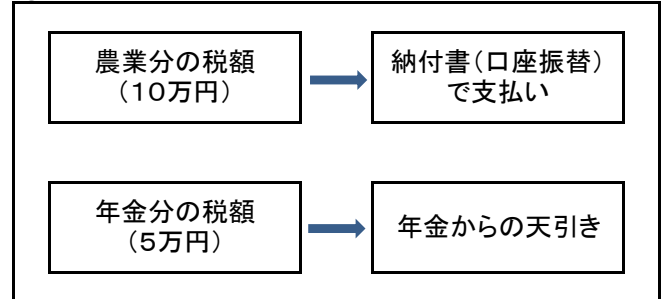 農業分の税額
（１０万円）
納付書（口座振替）
で支払い
年金分の税額
（５万円）
年金からの天引き